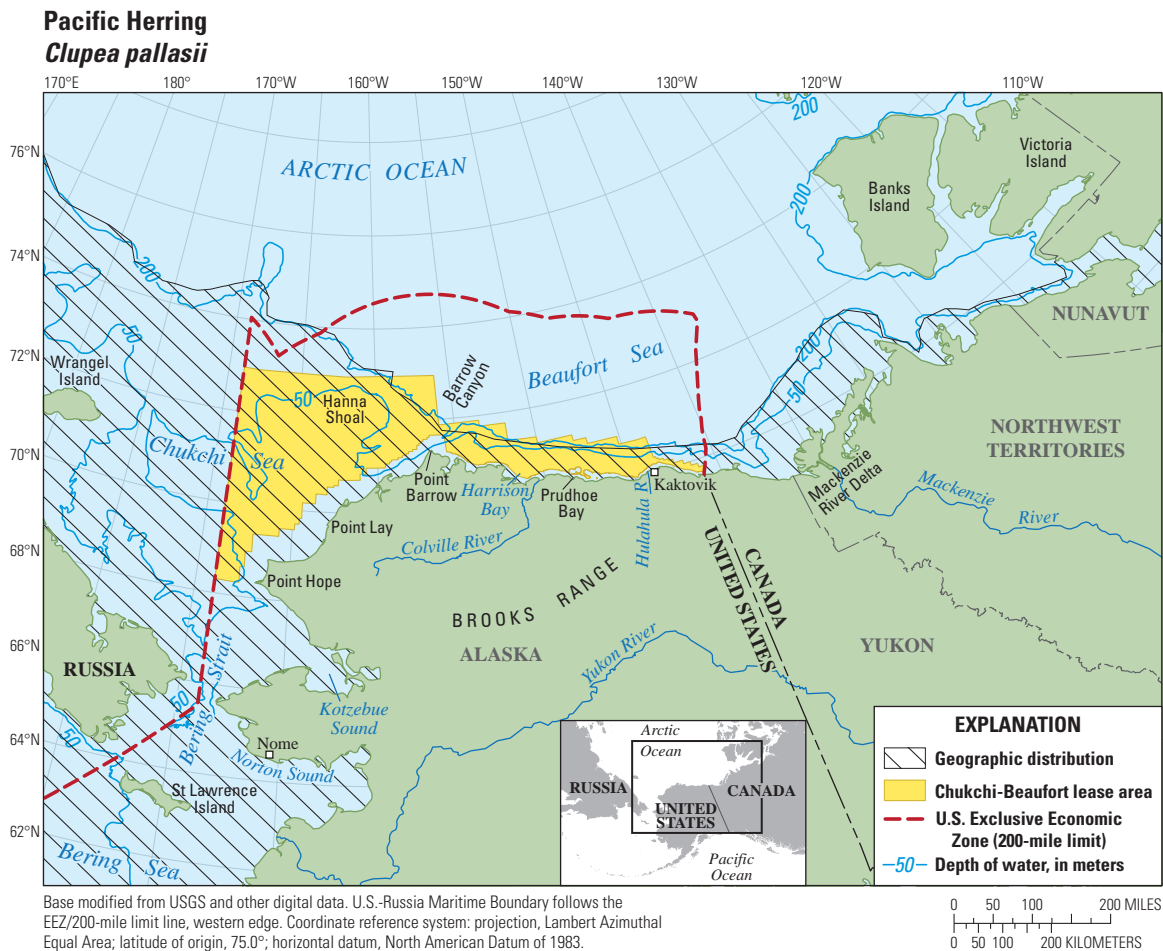 Pacific Herring
Clupea pallasii
170°E
180°
170°W
160°W
150°W
140°W
130°W
120°W
110°W
76°N
74°N
72°N
70°N
68°N
66°N
64°N
62°N
ARCTIC OCEAN
200
200
Victoria
Island
Banks
Island
200
50
Wrangel
Island
NUNAVUT
Beaufort Sea
Barrow
Canyon
50
Hanna
Shoal
200
50
Chukchi Sea
NORTHWEST
TERRITORIES
Point
Barrow
Harrison
Bay
Prudhoe
Bay
Kaktovik
Mackenzie
River Delta
Mackenzie
River
Point Lay
Colville River
Hulahula R
Point Hope
BROOKS RANGE
CANADA
UNITED STATES
ALASKA
YUKON
Yukon River
RUSSIA
Bering Strait
50
50
Kotzebue
Sound
Nome
Norton Sound
St Lawrence
Island
Bering Sea
Arctic
Ocean
RUSSIA
UNITED
STATES
CANADA
Pacific
Ocean
EXPLANATION
Geographic distribution
Chukchi-Beaufort lease area
U.S. Exclusive Economic
Zone (200-mile limit)
50 Depth of water, in meters
Base modified from USGS and other digital data. U.S.-Russia Maritime Boundary follows the
EEZ/200-mile limit line, western edge. Coordinate reference system: projection, Lambert Azimuthal
Equal Area; latitude of origin, 75.0°; horizontal datum, North American Datum of 1983.
0 50 100 200 MILES
0 50 100 200 KILOMETERS